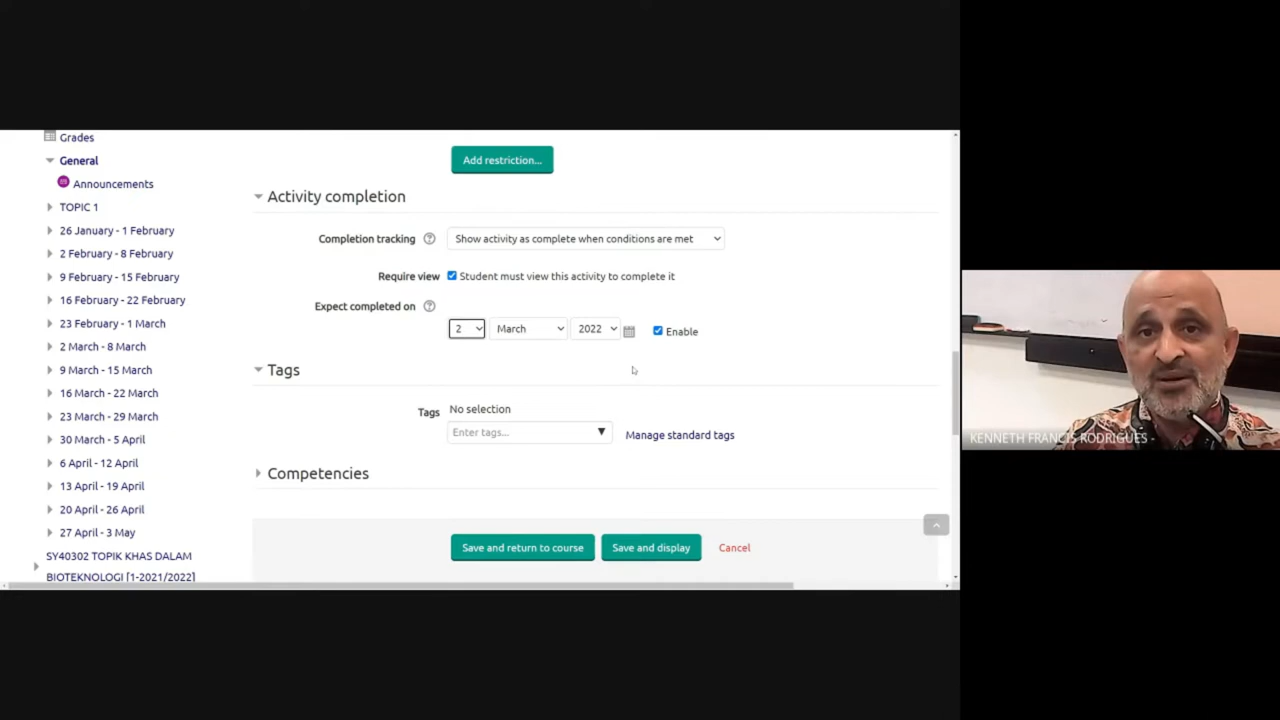 Grades
General
Announcements
TOPIC 1
26 January - 1 February
2 February - 8 February
9 February - 15 February
16 February - 22 February
23 February - 1 March
2 March - 8 March
9 March - 15 March
16 March - 22 March
23 March - 29 March
30 March - 5 April
6 April - 12 April
13 April - 19 April
20 April - 26 April
27 April - 3 May
SY40302 TOPIK KHAS DALAM
BIOTEKNOLOGI [1-2021/2022]
Add restriction...
Activity completion
Completion tracking Show activity as complete when conditions are met
Require view Student must view this activity to complete it
Expect completed on
2 March 2022 Enable
Tags
Tags No selection
Enter tags... Manage standard tags
Competencies
Save and return to course Save and display Cancel
KENNETH FRANCIS RODRIGUES -